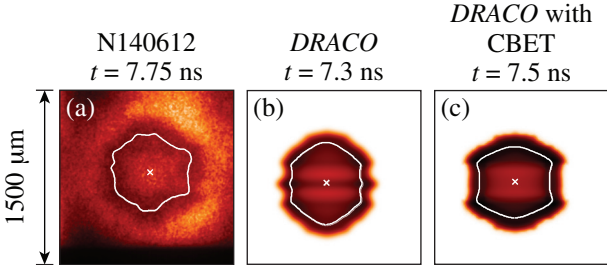 N140612
t = 7.75 ns
DRACO
t = 7.3 ns
DRACO with
CBET
t = 7.5 ns
1500 μm
(a)
(b)
(c)